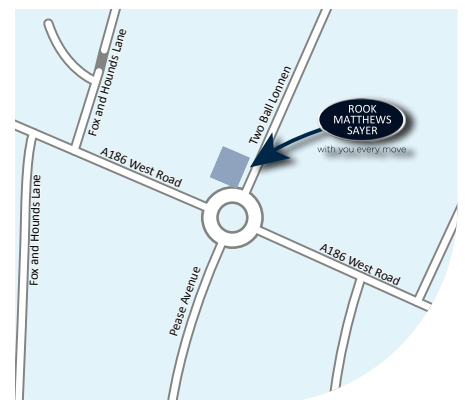 Fox and Hounds Lane
Two Ball Lonnen
ROOK
MATTHEWS
SAYER
with you every move
A186 West Road
Fox and Hounds Lane
A186 West Road
Pease Avenue